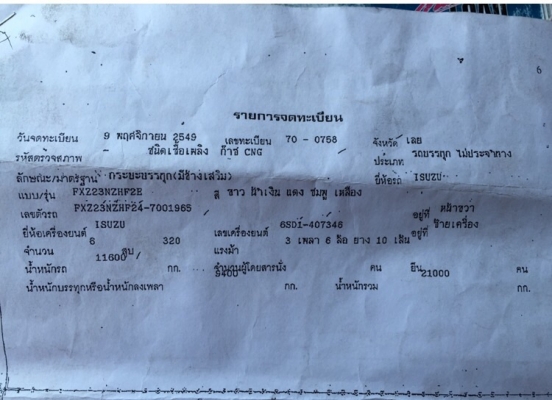 6
รายการจดทะเบียน
วันจดทะเบียน 9 พฤศจิกายน 2549 เลขทะเบียน 70 - 0758 จังหวัด เลย
รหัสตรวจสภาพ - ชนิดเชื้อเพลิง ก๊าซ CNG ประเภท รถบรรทุก ไม่ประจำทาง
ลักษณะ/มาตรฐาน กระบะบรรทุก(มีข้างเสริม) ยี่ห้อรถ ISUZU
แบบ/รุ่น FXZ23NZHF2E สี ขาว น้ำเงิน แดง ชมพู เหลือง
เลขตัวรถ FXZ23NZHP24-7001965 อยู่ที่ หน้าขวา
ยี่ห้อเครื่องยนต์ ISUZU เลขเครื่องยนต์ 6SD1-407346 อยู่ที่ ซ้ายเครื่อง
จำนวน 6 สูบ 320 แรงม้า 3 เพลา 6 ล้อ ยาง 10 เส้น
น้ำหนักรถ 11600 กก. จำนวนผู้โดยสารนั่ง คน ยืน คน
น้ำหนักบรรทุกหรือน้ำหนักลงเพลา 9400 กก. น้ำหนักรวม 21000 กก.